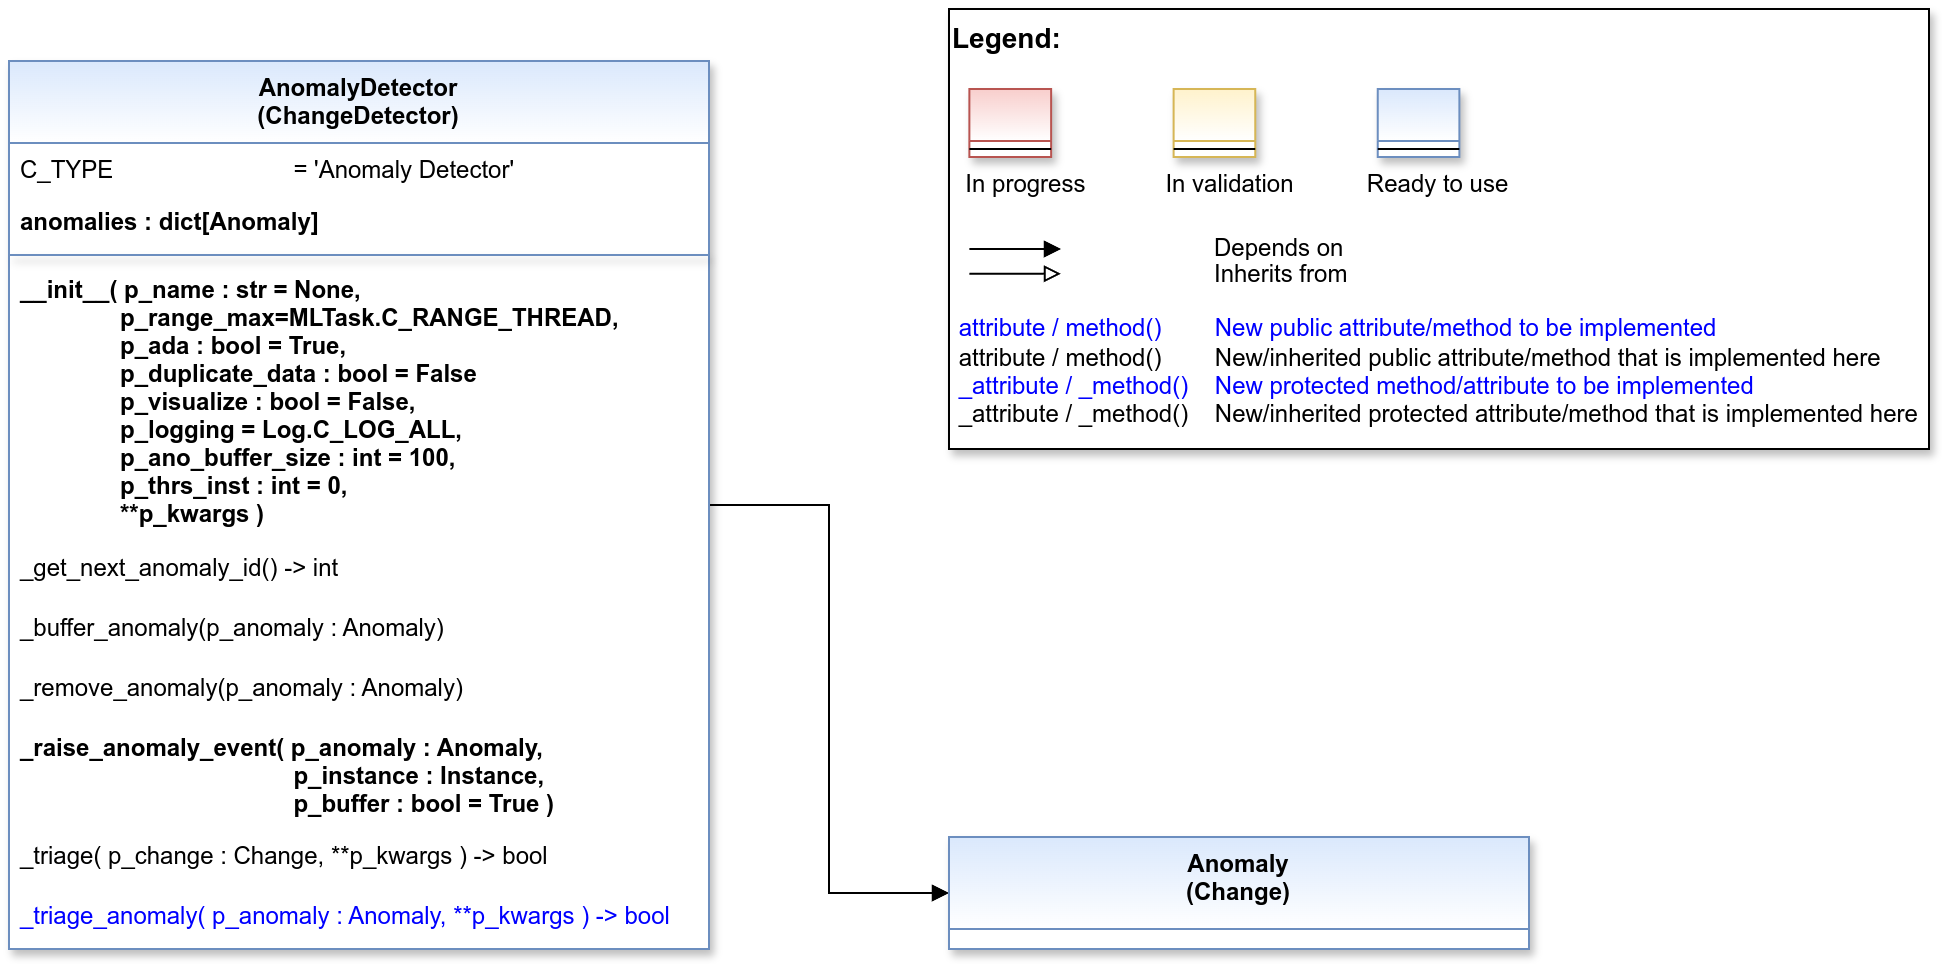 AnomalyDetector
(ChangeDetector)
C_TYPE = 'Anomaly Detector'
anomalies : dict[Anomaly]
__init__( p_name : str = None,
p_range_max=MLTask.C_RANGE_THREAD,
p_ada : bool = True,
p_duplicate_data : bool = False
p_visualize : bool = False,
p_logging = Log.C_LOG_ALL,
p_ano_buffer_size : int = 100,
p_thrs_inst : int = 0,
**p_kwargs )
_get_next_anomaly_id() -> int
_buffer_anomaly(p_anomaly : Anomaly)
_remove_anomaly(p_anomaly : Anomaly)
_raise_anomaly_event( p_anomaly : Anomaly,
p_instance : Instance,
p_buffer : bool = True )
_triage( p_change : Change, **p_kwargs ) -> bool
_triage_anomaly( p_anomaly : Anomaly, **p_kwargs ) -> bool
Legend:
In progress In validation Ready to use
Depends on
Inherits from
attribute / method() New public attribute/method to be implemented
attribute / method() New/inherited public attribute/method that is implemented here
_attribute / _method() New protected method/attribute to be implemented
_attribute / _method() New/inherited protected attribute/method that is implemented here
Anomaly
(Change)